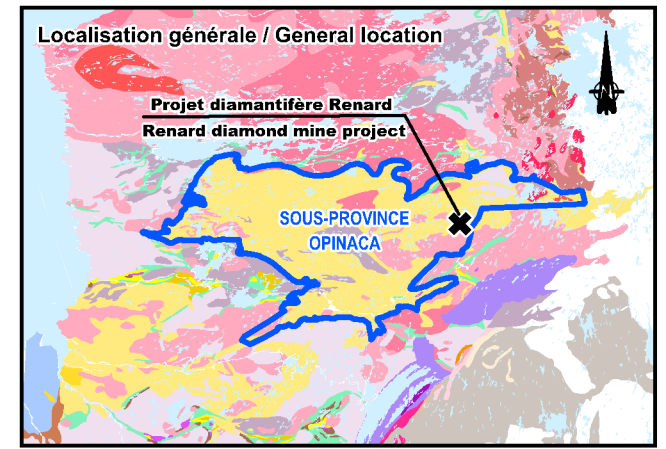 Localisation générale / General location
Projet diamantifère Renard
Renard diamond mine project
SOUS-PROVINCE
OPINACA
N